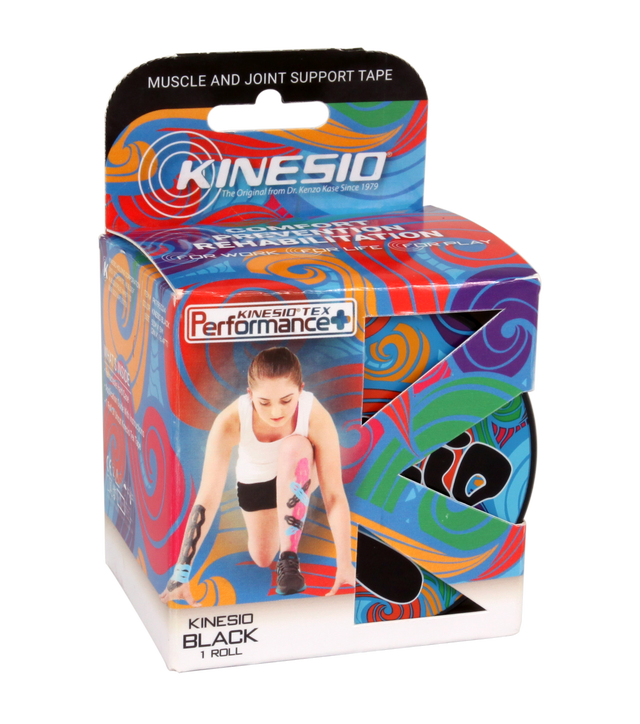 MUSCLE AND JOINT SUPPORT TAPE
KINESIO®
The Original from Dr. Kenzo Kase Since 1979
COMFORT
PREVENTION
REHABILITATION
FOR WORK FOR LIFE FOR PLAY
KINESIO TEX
Performance+
KINESIO
BLACK
1 ROLL